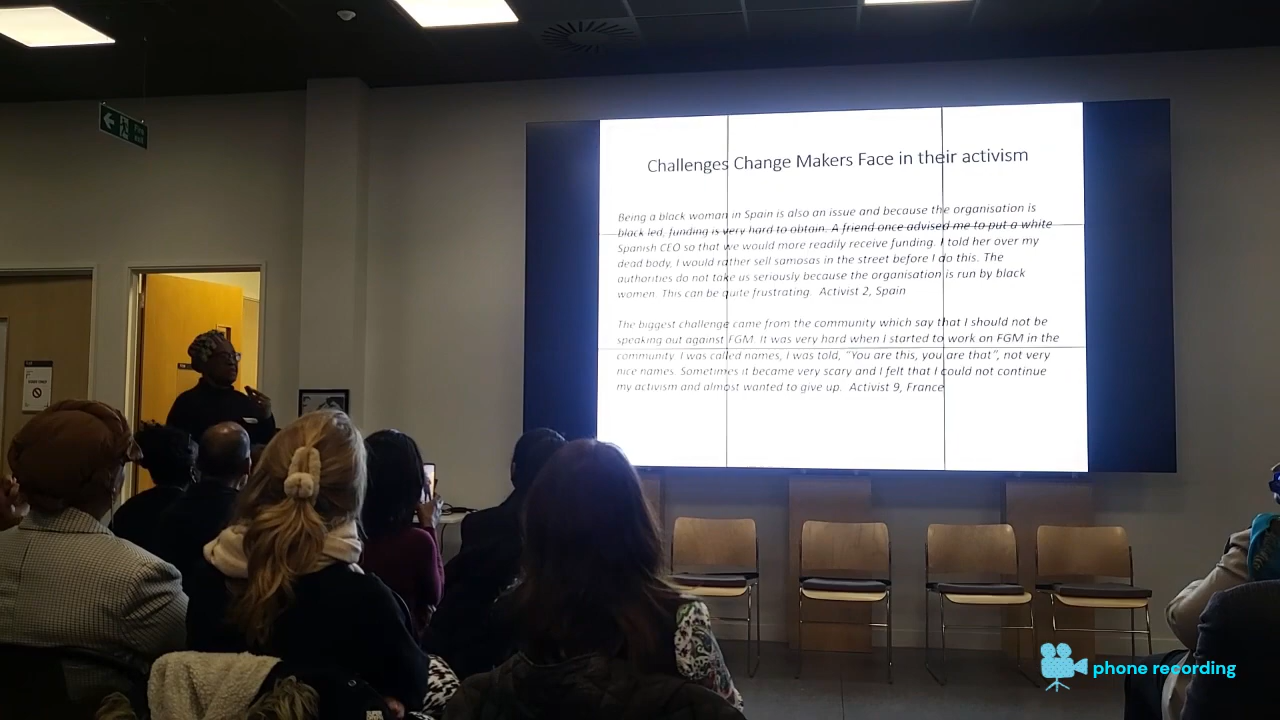 Challenges Change Makers Face in their activism
Being a black woman in Spain is also an issue and because the organisation is
black led, funding is very hard to obtain. A friend once advised me to put a white
Spanish CEO so that we would more readily receive funding. I told her over my
dead body, I would rather sell samosas in the street before I do this. The
authorities do not take us seriously because the organisation is run by black
women. This can be quite frustrating. Activist 2, Spain
The biggest challenge came from the community which say that I should not be
speaking out against FGM. It was very hard when I started to work on FGM in the
community. I was called names, I was told, “You are this, you are that”, not very
nice names. Sometimes it became very scary and I felt that I could not continue
my activism and almost wanted to give up. Activist 9, France
phone recording